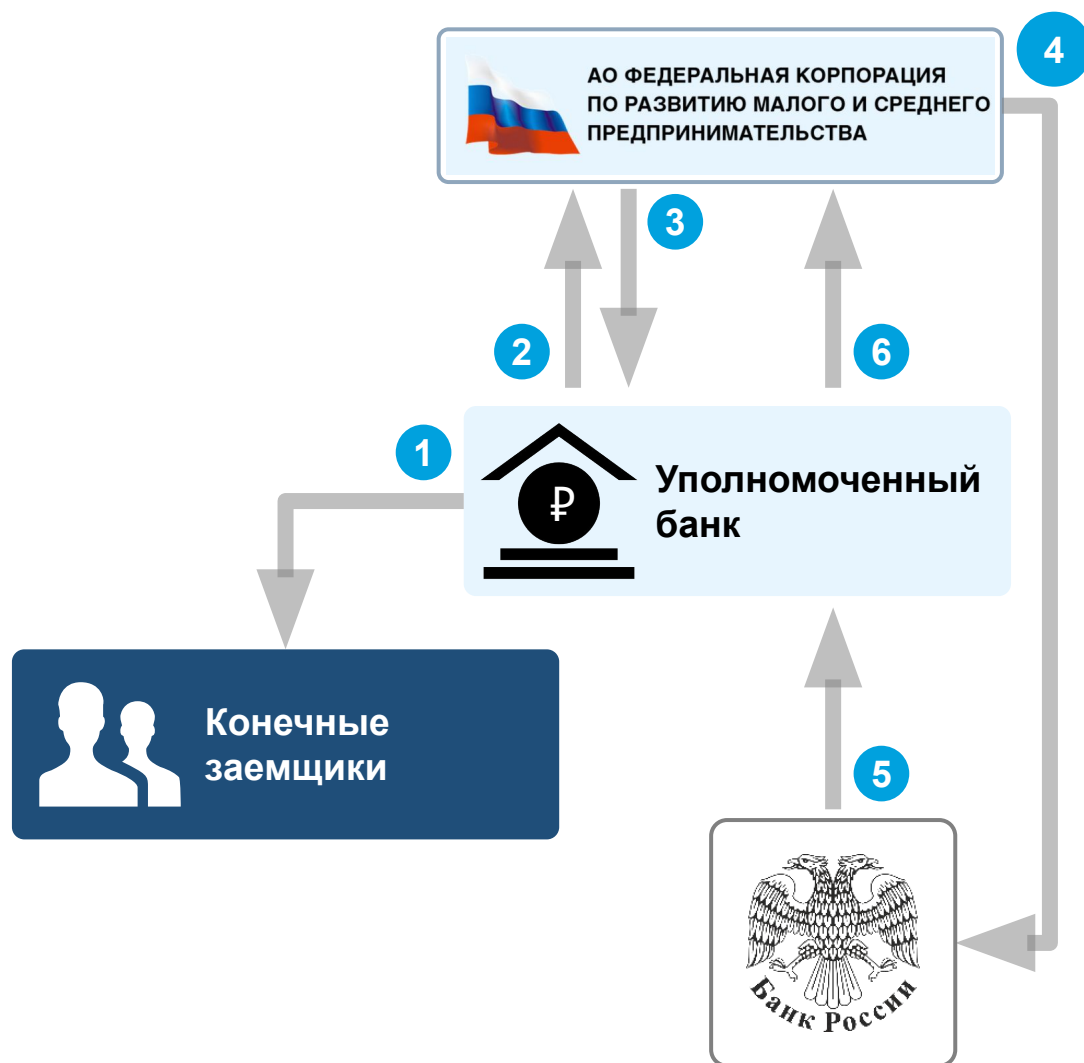 4
АО ФЕДЕРАЛЬНАЯ КОРПОРАЦИЯ
ПО РАЗВИТИЮ МАЛОГО И СРЕДНЕГО
ПРЕДПРИНИМАТЕЛЬСТВА
3
2
6
1
₽
Уполномоченный
банк
Конечные
заемщики
5
Банк России